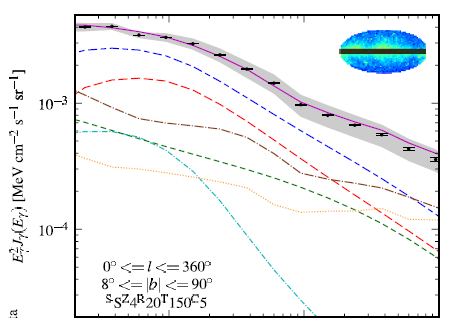 10⁻³
10⁻⁴
E²γJγ(Eγ) [MeV cm⁻² s⁻¹ sr⁻¹]
0° <= l <= 360°
8° <= |b| <= 90°
ˢSᶻ4ᴿ20ᵀ150ᶜ5